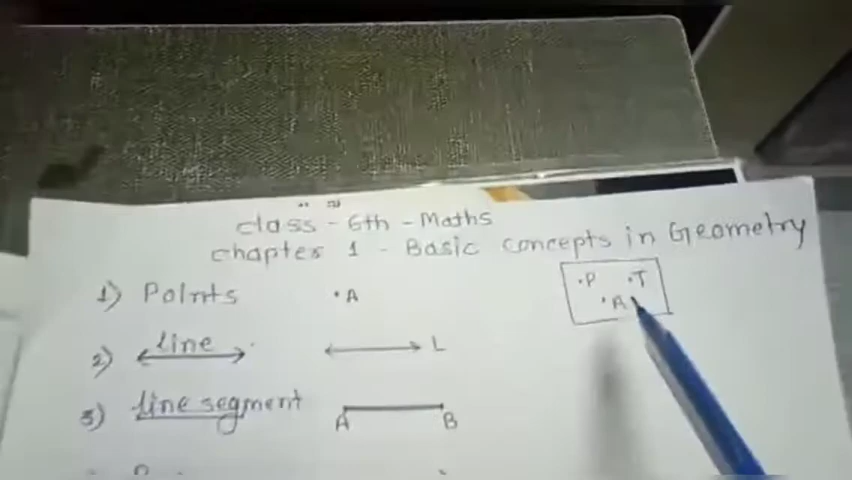 class - 6th - Maths
chapter 1 - Basic concepts in Geometry
1) Points .A
.P .T
.A
2) line L
3) line segment A B